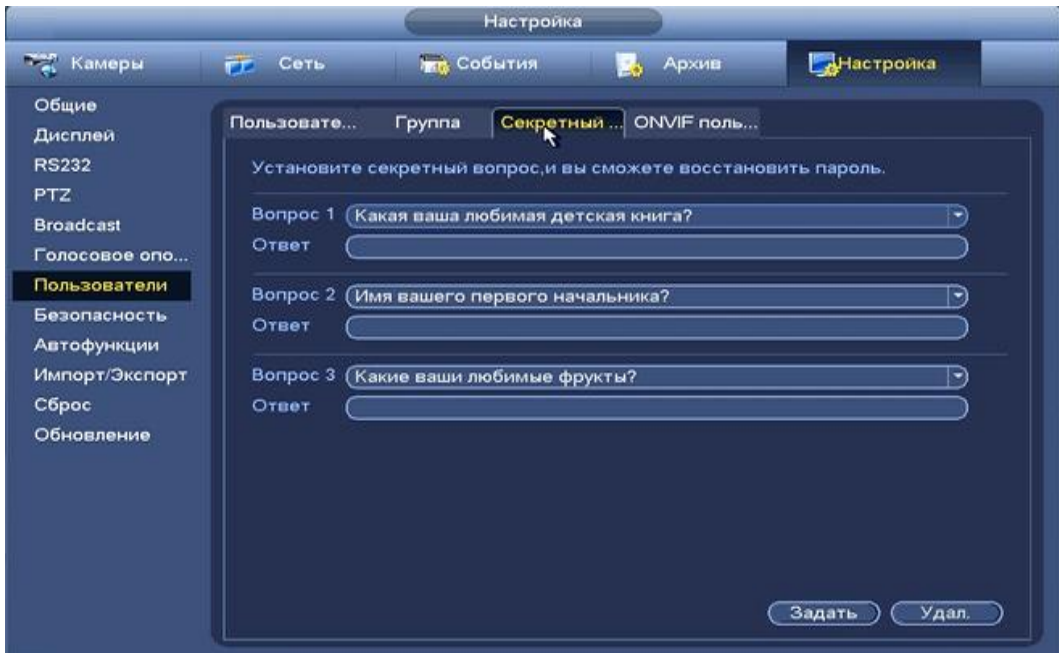 Настройка
Камеры Сеть События Архив Настройка
Общие
Дисплей
RS232
PTZ
Broadcast
Голосовое опо...
Пользователи
Безопасность
Автофункции
Импорт/Экспорт
Сброс
Обновление
Пользовате... Группа Секретный ... ONVIF поль...
Установите секретный вопрос,и вы сможете восстановить пароль.
Вопрос 1 Какая ваша любимая детская книга?
Ответ
Вопрос 2 Имя вашего первого начальника?
Ответ
Вопрос 3 Какие ваши любимые фрукты?
Ответ
Задать Удал.